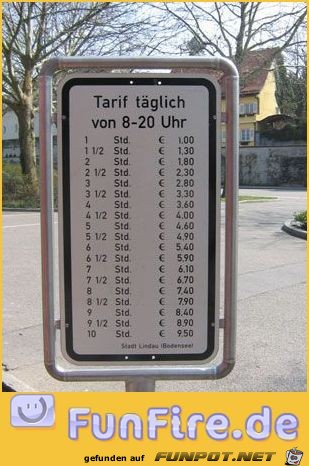 Tarif täglich
von 8-20 Uhr
1 Std. € 1.00
1 1/2 Std. € 1.30
2 Std. € 1.80
2 1/2 Std. € 2.30
3 Std. € 2.80
3 1/2 Std. € 3.30
4 Std. € 3.60
4 1/2 Std. € 4.00
5 Std. € 4.60
5 1/2 Std. € 4.90
6 Std. € 5.40
6 1/2 Std. € 5.90
7 Std. € 6.10
7 1/2 Std. € 6.70
8 Std. € 7.40
8 1/2 Std. € 7.90
9 Std. € 8.40
9 1/2 Std. € 8.90
10 Std. € 9.50
Stadt Lindau (Bodensee)
FunFire.de
gefunden auf www.FUNPOT.NET